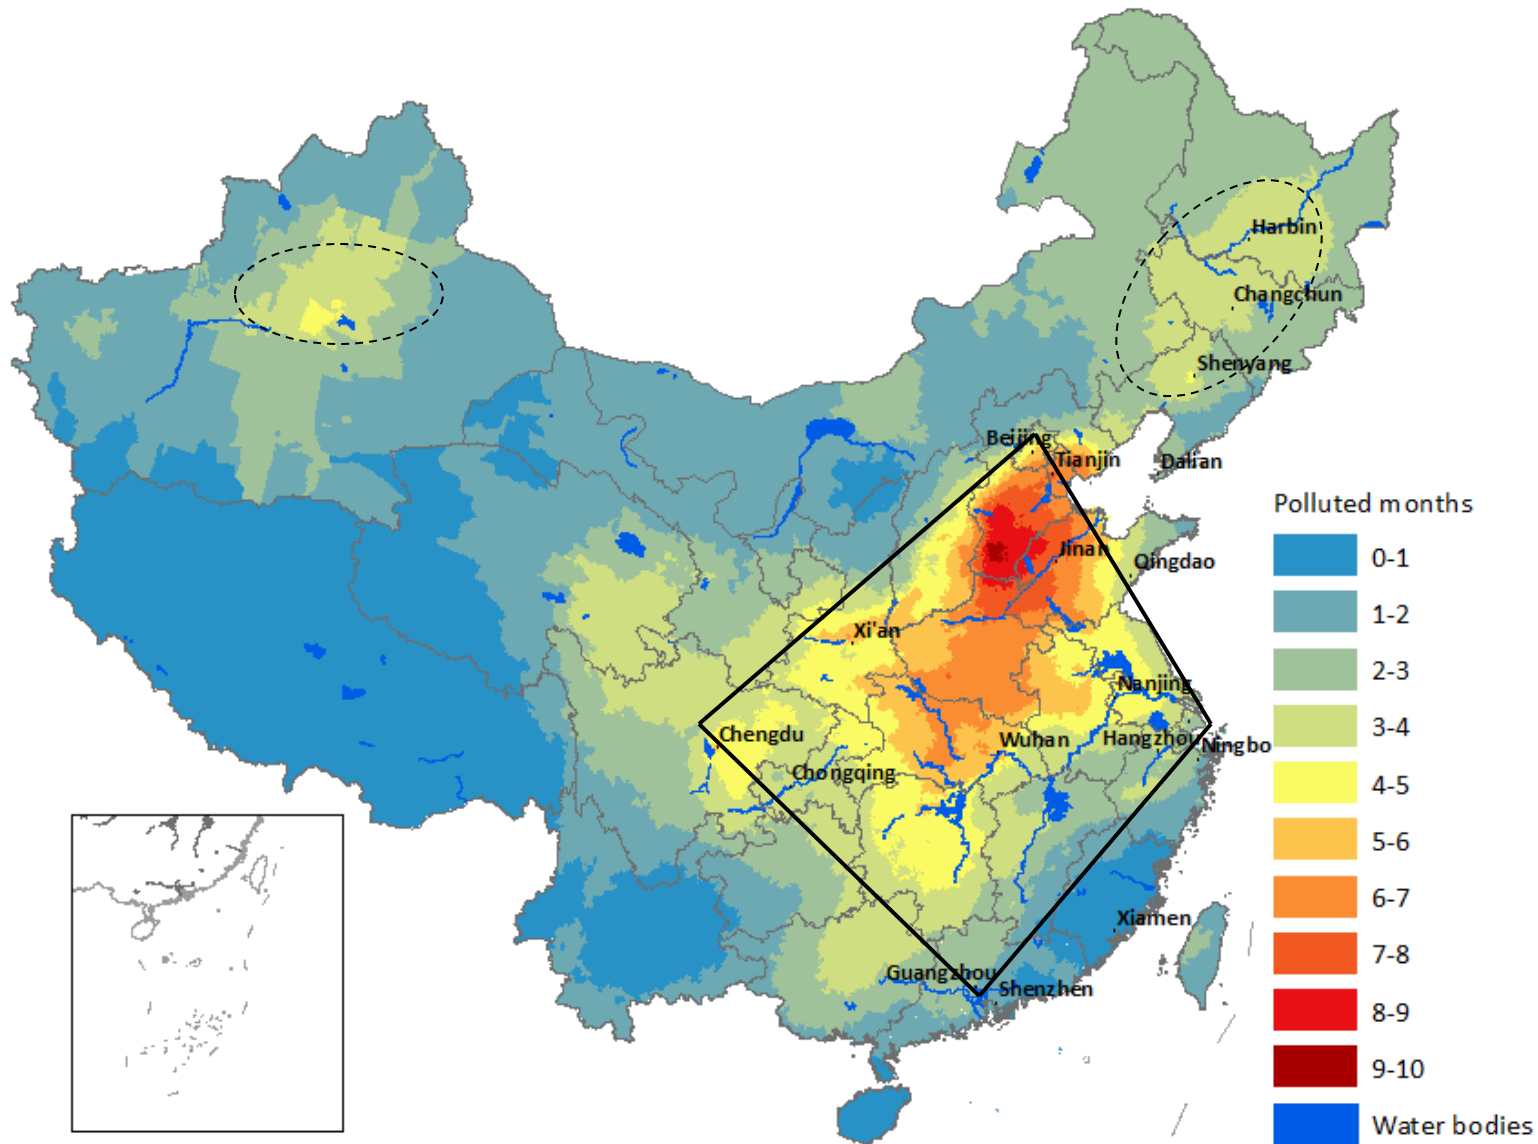 Harbin
Changchun
Shenyang
Beijing
Tianjin
Dalian
Polluted months
0-1
1-2
2-3
3-4
4-5
5-6
6-7
7-8
8-9
9-10
Water bodies
Jinan
Qingdao
Xi'an
Nanjing
Chengdu
Wuhan
Hangzhou
Ningbo
Chongqing
Xiamen
Guangzhou
Shenzhen